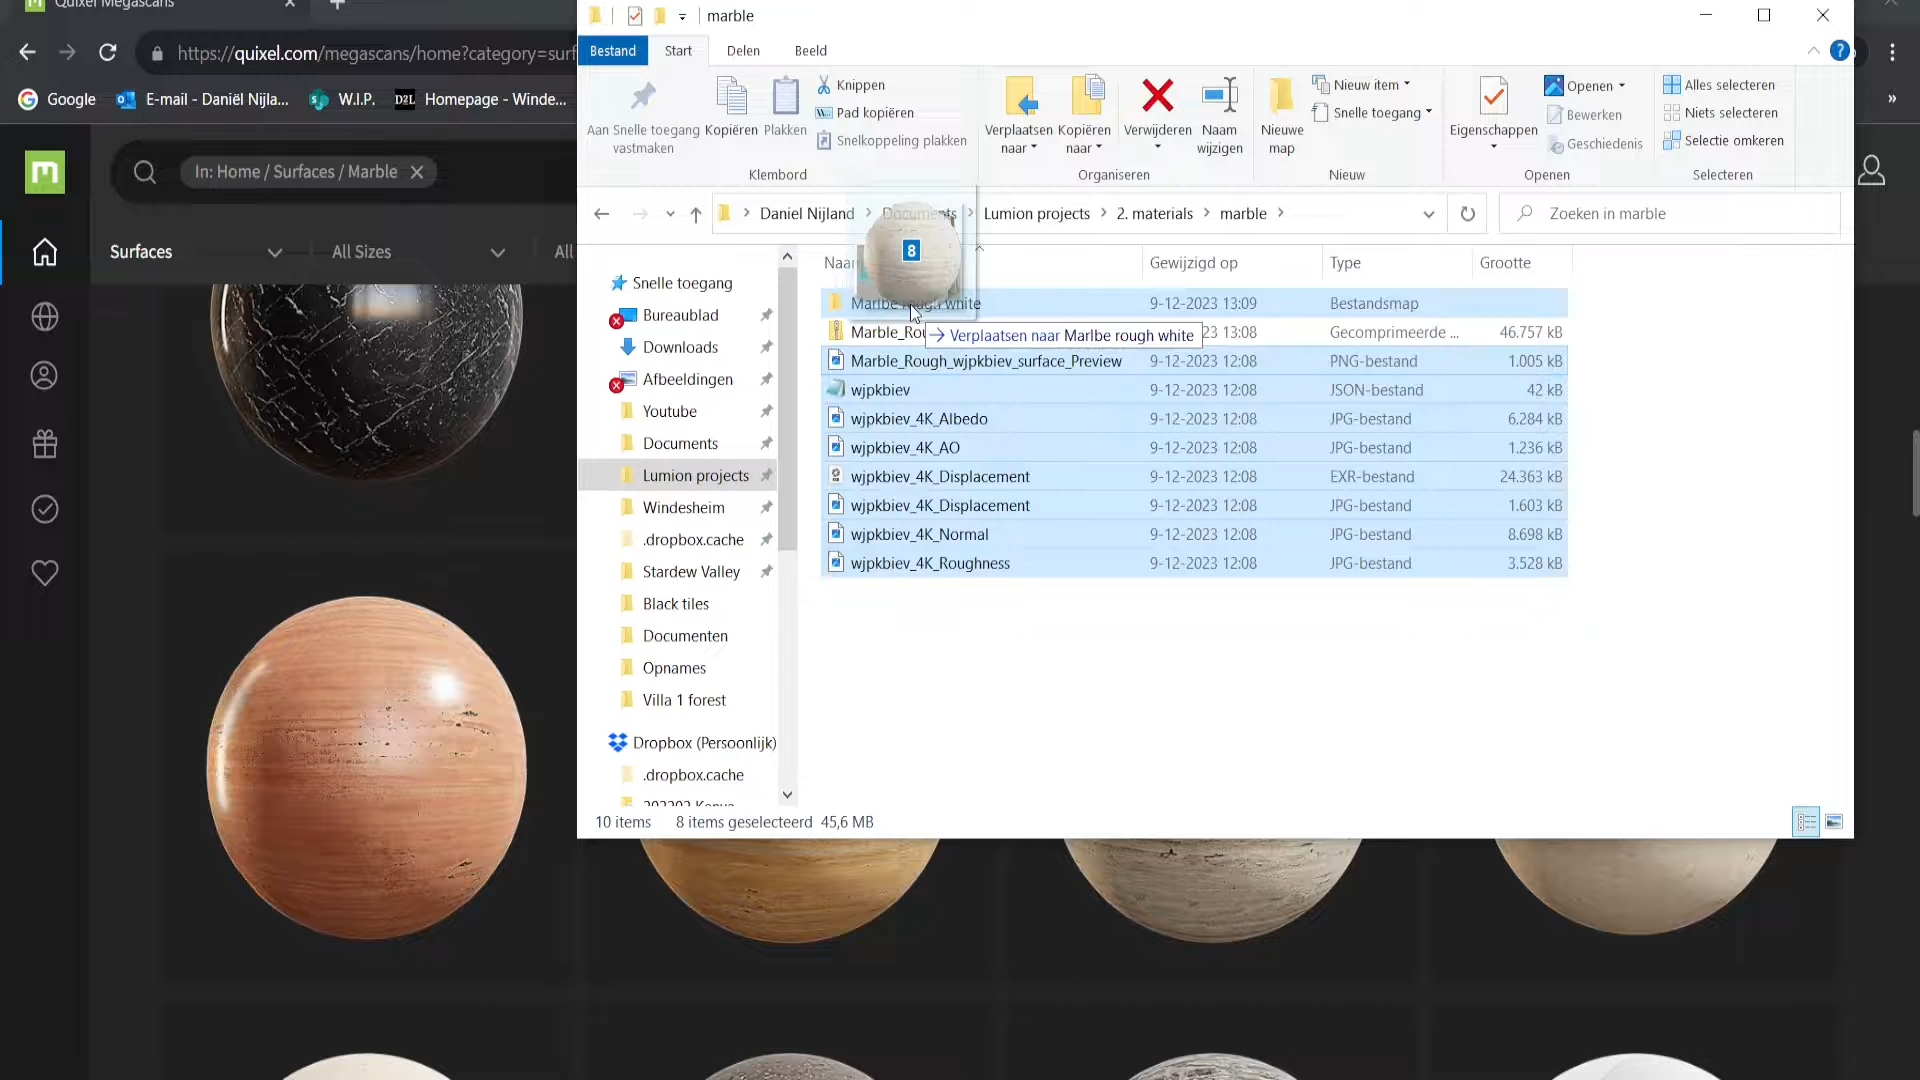 Quixel Megascans
https://quixel.com/megascans/home?category=surf
Google
E-mail - Daniël Nijla...
W.I.P.
D2L
Homepage - Winde...
In: Home / Surfaces / Marble
Surfaces
All Sizes
All
marble
Bestand
Start
Delen
Beeld
Aan Snelle toegang
vastmaken
Kopiëren
Plakken
Knippen
Pad kopiëren
Snelkoppeling plakken
Klembord
Verplaatsen
naar
Kopiëren
naar
Verwijderen
Naam
wijzigen
Organiseren
Nieuwe
map
Nieuw item
Snelle toegang
Nieuw
Eigenschappen
Openen
Bewerken
Geschiedenis
Openen
Alles selecteren
Niets selecteren
Selectie omkeren
Selecteren
Daniel Nijland
Documents
Lumion projects
2. materials
marble
Zoeken in marble
Gewijzigd op
Type
Grootte
8
Marlbe rough white 9-12-2023 13:09 Bestandsmap
13:08 Gecomprimeerde ... 46.757 kB
Verplaatsen naar Marlbe rough white
Marble_Rough_wjpkbiev_surface_Preview 9-12-2023 12:08 PNG-bestand 1.005 kB
wjpkbiev 9-12-2023 12:08 JSON-bestand 42 kB
wjpkbiev_4K_Albedo 9-12-2023 12:08 JPG-bestand 6.284 kB
wjpkbiev_4K_AO 9-12-2023 12:08 JPG-bestand 1.236 kB
wjpkbiev_4K_Displacement 9-12-2023 12:08 EXR-bestand 24.363 kB
wjpkbiev_4K_Displacement 9-12-2023 12:08 JPG-bestand 1.603 kB
wjpkbiev_4K_Normal 9-12-2023 12:08 JPG-bestand 8.698 kB
wjpkbiev_4K_Roughness 9-12-2023 12:08 JPG-bestand 3.528 kB
Snelle toegang
Bureaublad
Downloads
Afbeeldingen
Youtube
Documents
Lumion projects
Windesheim
.dropbox.cache
Stardew Valley
Black tiles
Documenten
Opnames
Villa 1 forest
Dropbox (Persoonlijk)
.dropbox.cache
10 items
8 items geselecteerd 45,6 MB